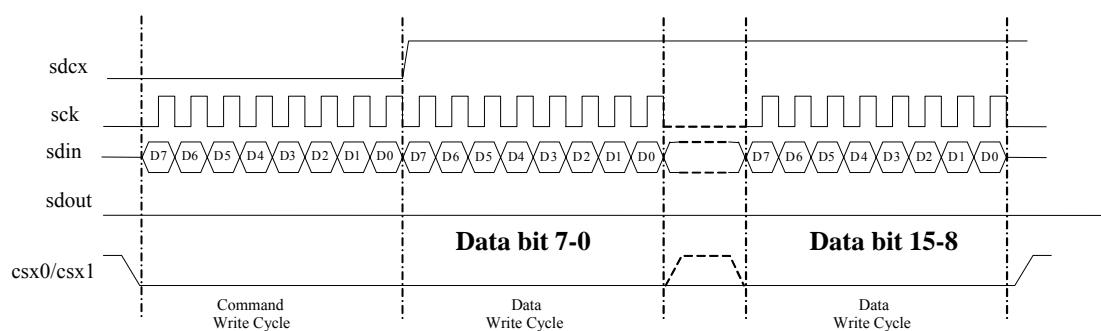 sdcx
sck
sdin
D7 D6 D5 D4 D3 D2 D1 D0 D7 D6 D5 D4 D3 D2 D1 D0 D7 D6 D5 D4 D3 D2 D1 D0
sdout
Data bit 7-0 Data bit 15-8
csx0/csx1
Command Data Data
Write Cycle Write Cycle Write Cycle